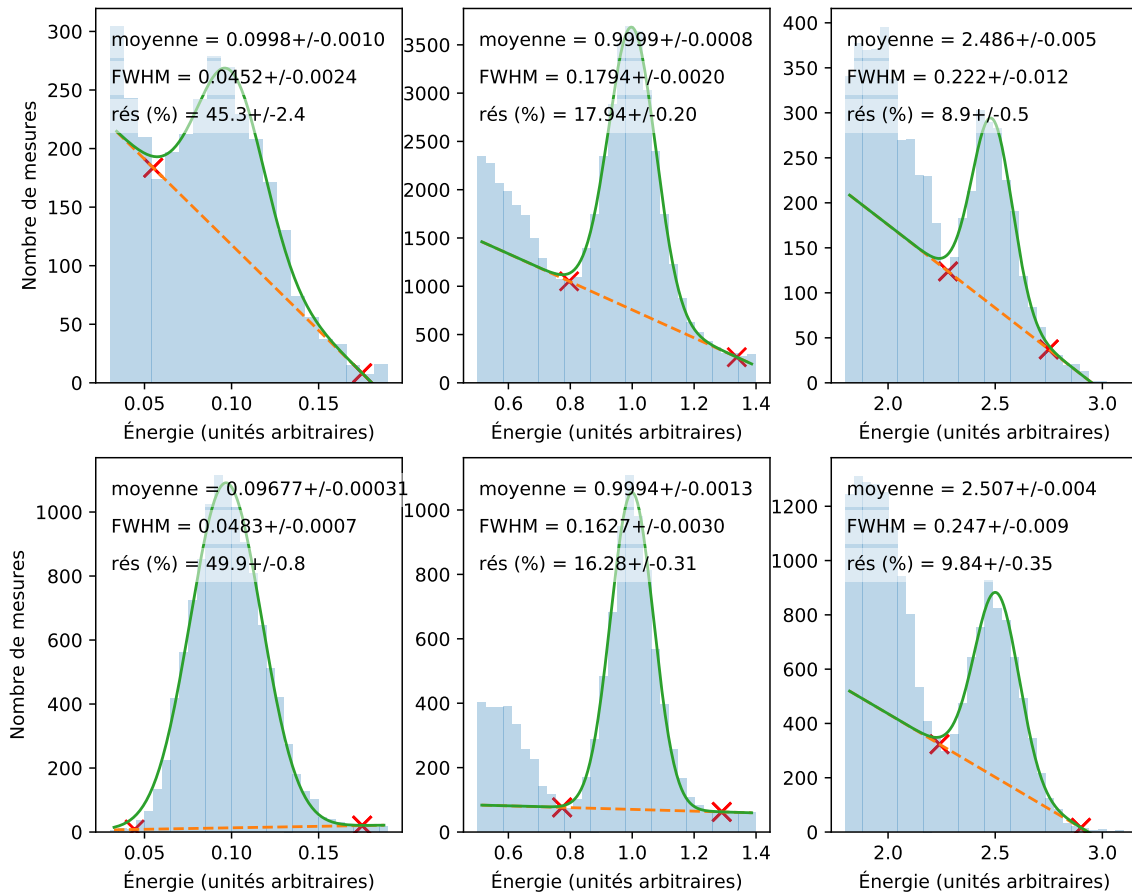 moyenne = 0.0998+/-0.0010
FWHM = 0.0452+/-0.0024
rés (%) = 45.3+/-2.4
300
250
200
150
100
50
0
0.05 0.10 0.15
Nombre de mesures
Énergie (unités arbitraires)
moyenne = 0.9999+/-0.0008
FWHM = 0.1794+/-0.0020
rés (%) = 17.94+/-0.20
3500
3000
2500
2000
1500
1000
500
0
0.6 0.8 1.0 1.2 1.4
Énergie (unités arbitraires)
moyenne = 2.486+/-0.005
FWHM = 0.222+/-0.012
rés (%) = 8.9+/-0.5
400
350
300
250
200
150
100
50
0
2.0 2.5 3.0
Énergie (unités arbitraires)
moyenne = 0.09677+/-0.00031
FWHM = 0.0483+/-0.0007
rés (%) = 49.9+/-0.8
1000
800
600
400
200
0
0.05 0.10 0.15
Nombre de mesures
Énergie (unités arbitraires)
moyenne = 0.9994+/-0.0013
FWHM = 0.1627+/-0.0030
rés (%) = 16.28+/-0.31
1000
800
600
400
200
0
0.6 0.8 1.0 1.2 1.4
Énergie (unités arbitraires)
moyenne = 2.507+/-0.004
FWHM = 0.247+/-0.009
rés (%) = 9.84+/-0.35
1200
1000
800
600
400
200
0
2.0 2.5 3.0
Énergie (unités arbitraires)